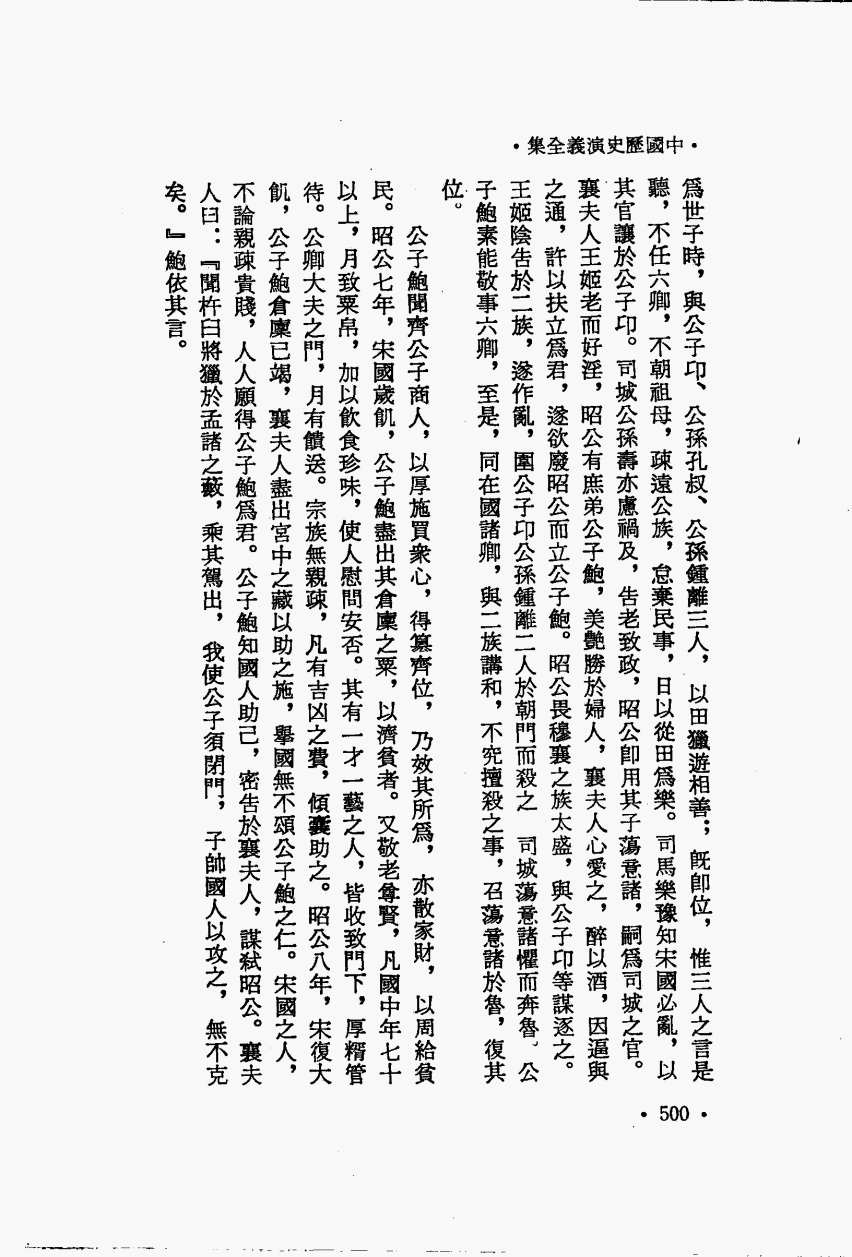 •中國歷史演義全集•
爲世子時，與公子卬、公孫孔叔、公孫鍾離三人，以田獵遊相善；旣卽位，惟三人之言是
聽，不任六卿，不朝祖母，疎遠公族，怠棄民事，日以從田爲樂。司馬樂豫知宋國必亂，以
其官讓於公子卬。司城公孫壽亦慮禍及，告老致政，昭公卽用其子蕩意諸，嗣爲司城之官。
襄夫人王姬老而好淫，昭公有庶弟公子鮑，美艷勝於婦人，襄夫人心愛之，醉以酒，因逼與
之通，許以扶立爲君，遂欲廢昭公而立公子鮑。昭公畏穆襄之族太盛，與公子卬等謀逐之。
王姬陰告於二族，遂作亂，圍公子卬公孫鍾離二人於朝門而殺之　司城蕩意諸懼而奔魯。公
子鮑素能敬事六卿，至是，同在國諸卿，與二族講和，不究擅殺之事，召蕩意諸於魯，復其
位。
公子鮑聞齊公子商人，以厚施買衆心，得簒齊位，乃效其所爲，亦散家財，以周給貧
民。昭公七年，宋國歲飢，公子鮑盡出其倉廩之粟，以濟貧者。又敬老尊賢，凡國中年七十
以上，月致粟帛，加以飲食珍味，使人慰問安否。其有一才一藝之人，皆收致門下，厚糈管
待。公卿大夫之門，月有饋送。宗族無親疎，凡有吉凶之費，傾囊助之。昭公八年，宋復大
飢，公子鮑倉廩已竭，襄夫人盡出宮中之藏以助之施，擧國無不頌公子鮑之仁。宋國之人，
不論親疎貴賤，人人願得公子鮑爲君。公子鮑知國人助己，密告於襄夫人，謀弒昭公。襄夫
人曰：『聞杵臼將獵於孟諸之藪，乘其駕出，我使公子須閉門，子帥國人以攻之，無不克
矣。』鮑依其言。
•500•